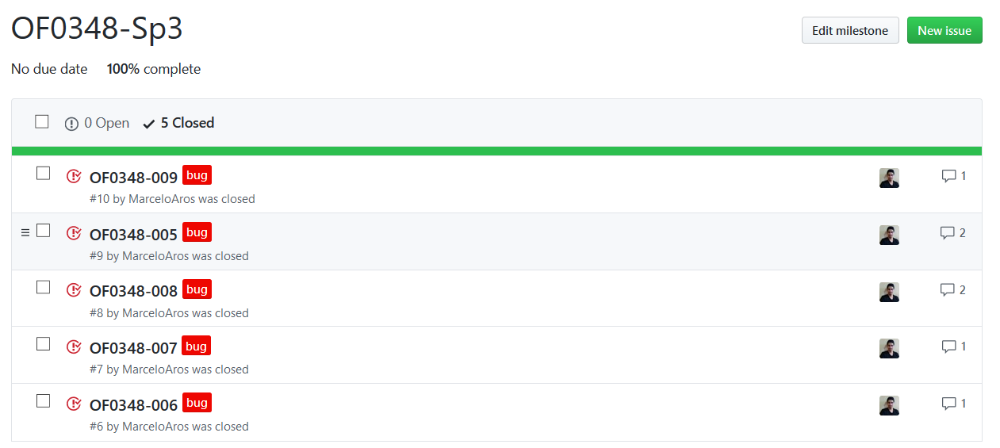 OF0348-Sp3
Edit milestone
New issue
No due date 100% complete
0 Open 5 Closed
OF0348-009 bug
1
#10 by MarceloAros was closed
OF0348-005 bug
2
#9 by MarceloAros was closed
OF0348-008 bug
2
#8 by MarceloAros was closed
OF0348-007 bug
1
#7 by MarceloAros was closed
OF0348-006 bug
1
#6 by MarceloAros was closed